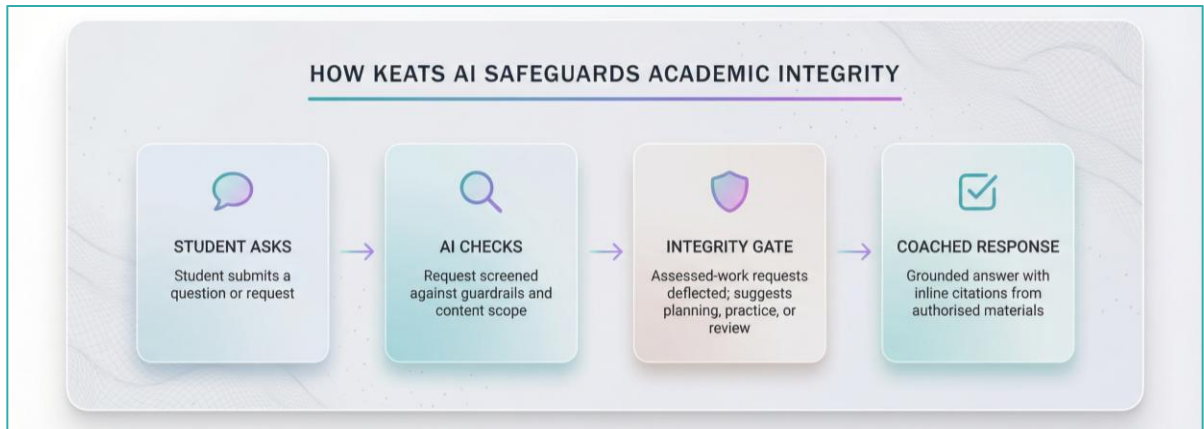 HOW KEATS AI SAFEGUARDS ACADEMIC INTEGRITY
STUDENT ASKS
Student submits a
question or request
AI CHECKS
Request screened
against guardrails and
content scope
INTEGRITY GATE
Assessed-work requests
deflected; suggests
planning, practice, or
review
COACHED RESPONSE
Grounded answer with
inline citations from
authorised materials